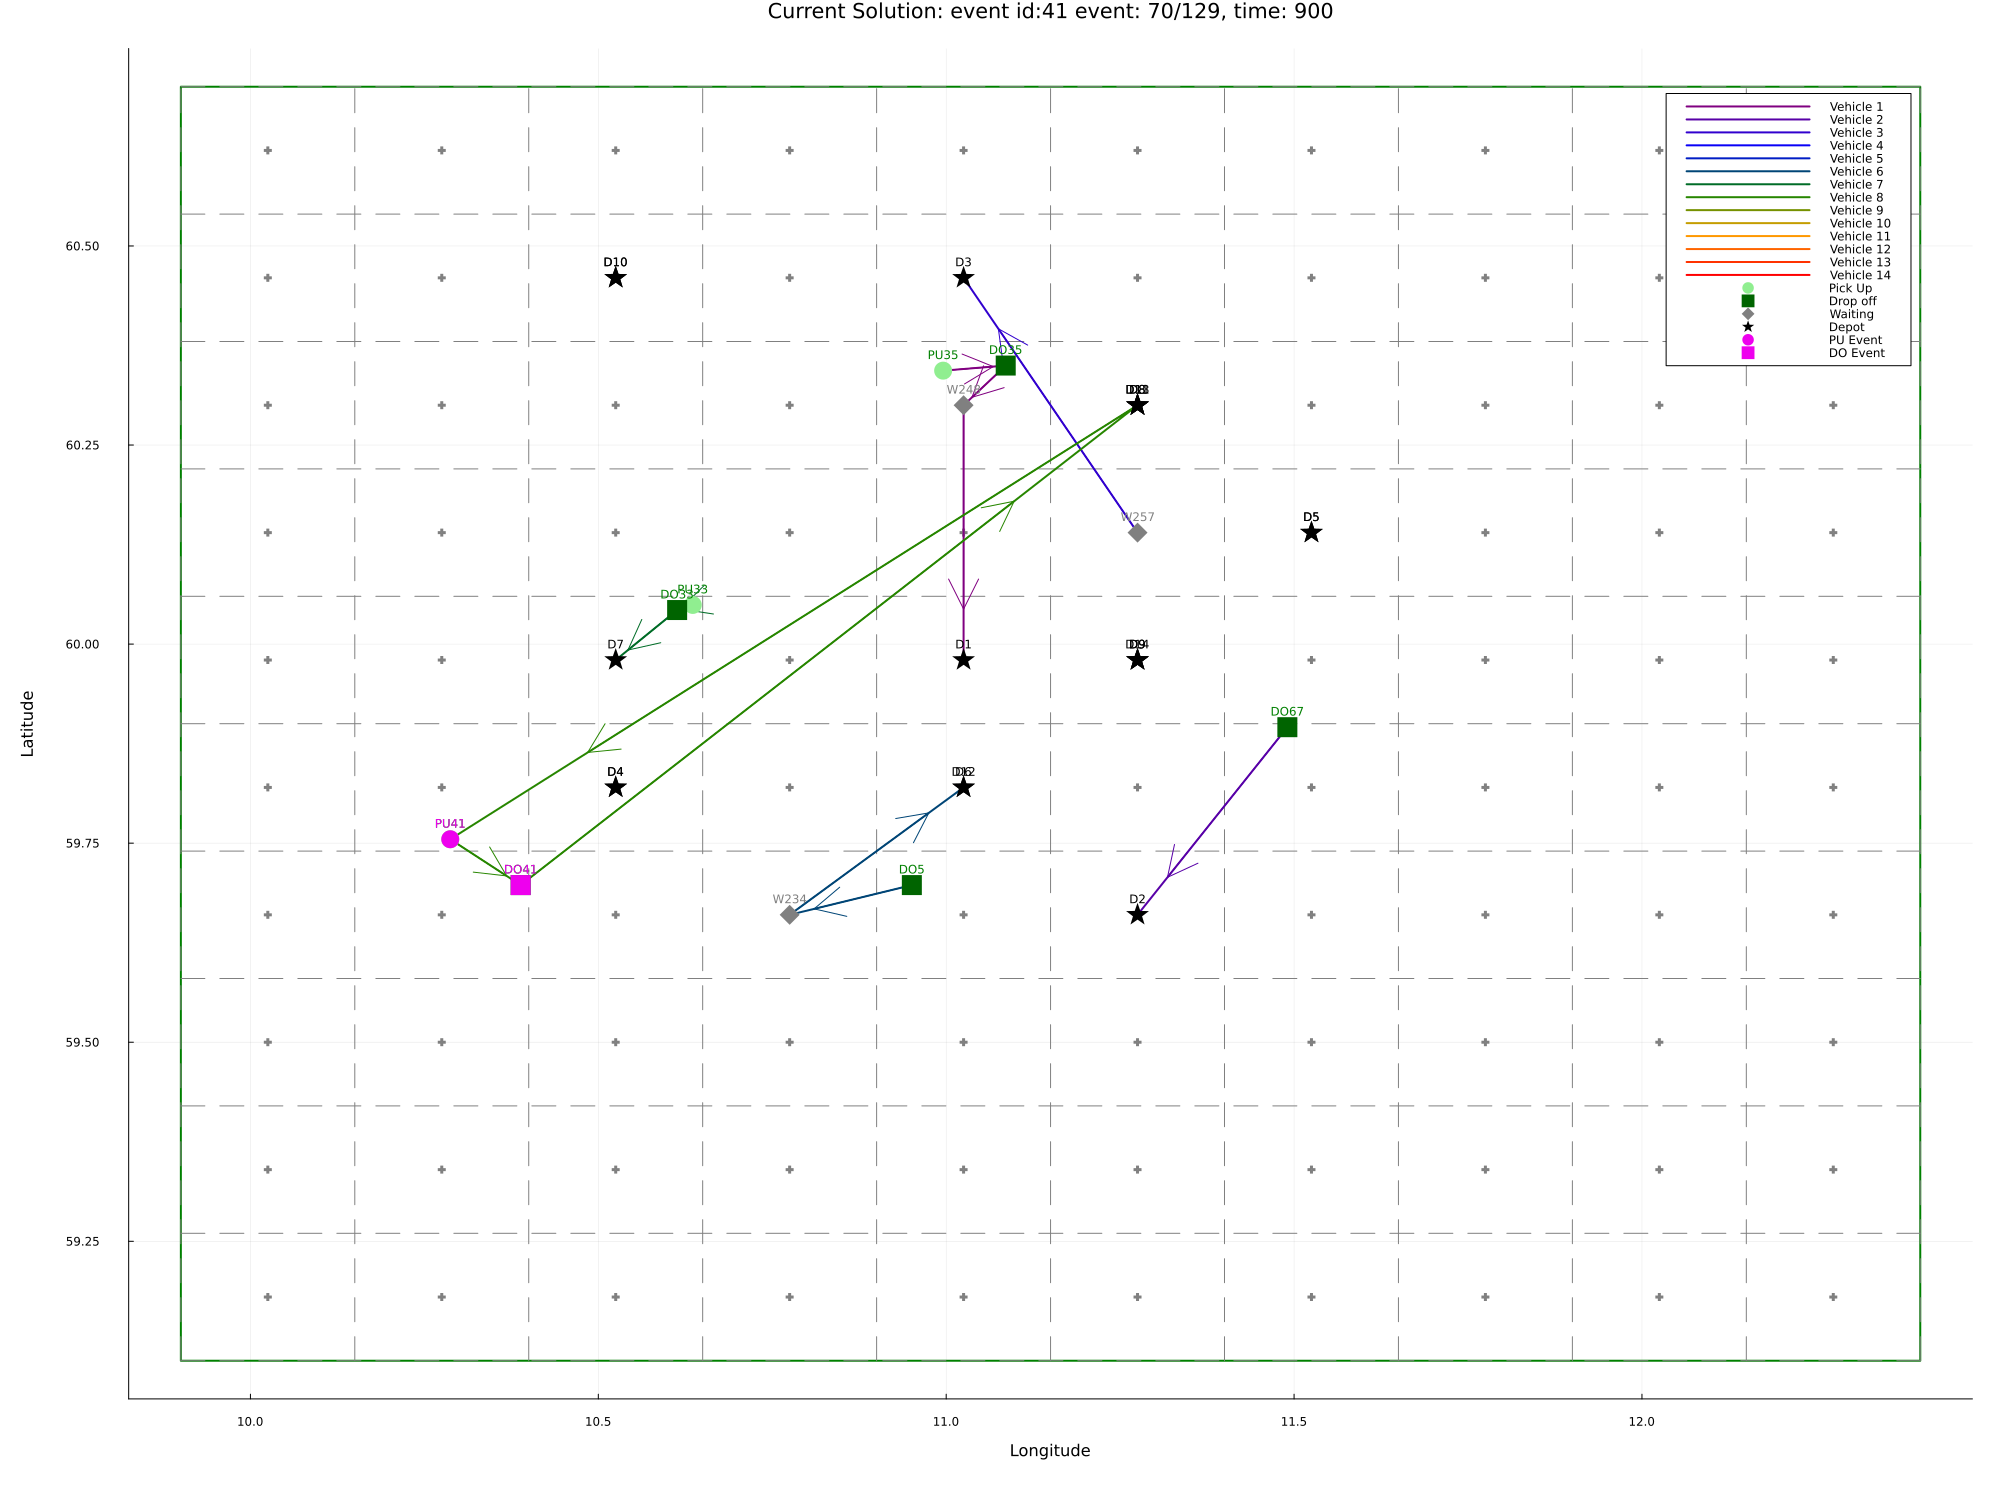 Current Solution: event id:41 event: 70/129, time: 900
Vehicle 1
Vehicle 2
Vehicle 3
Vehicle 4
Vehicle 5
Vehicle 6
Vehicle 7
Vehicle 8
Vehicle 9
Vehicle 10
Vehicle 11
Vehicle 12
Vehicle 13
Vehicle 14
Pick Up
Drop off
Waiting
Depot
PU Event
DO Event
60.50
60.25
60.00
59.75
59.50
59.25
Latitude
D10
D3
PU35
DO35
W257
D5
PU33
D7
D1
DO67
D4
PU41
DO41
DO5
W234
D2
10.0
10.5
11.0
11.5
12.0
Longitude